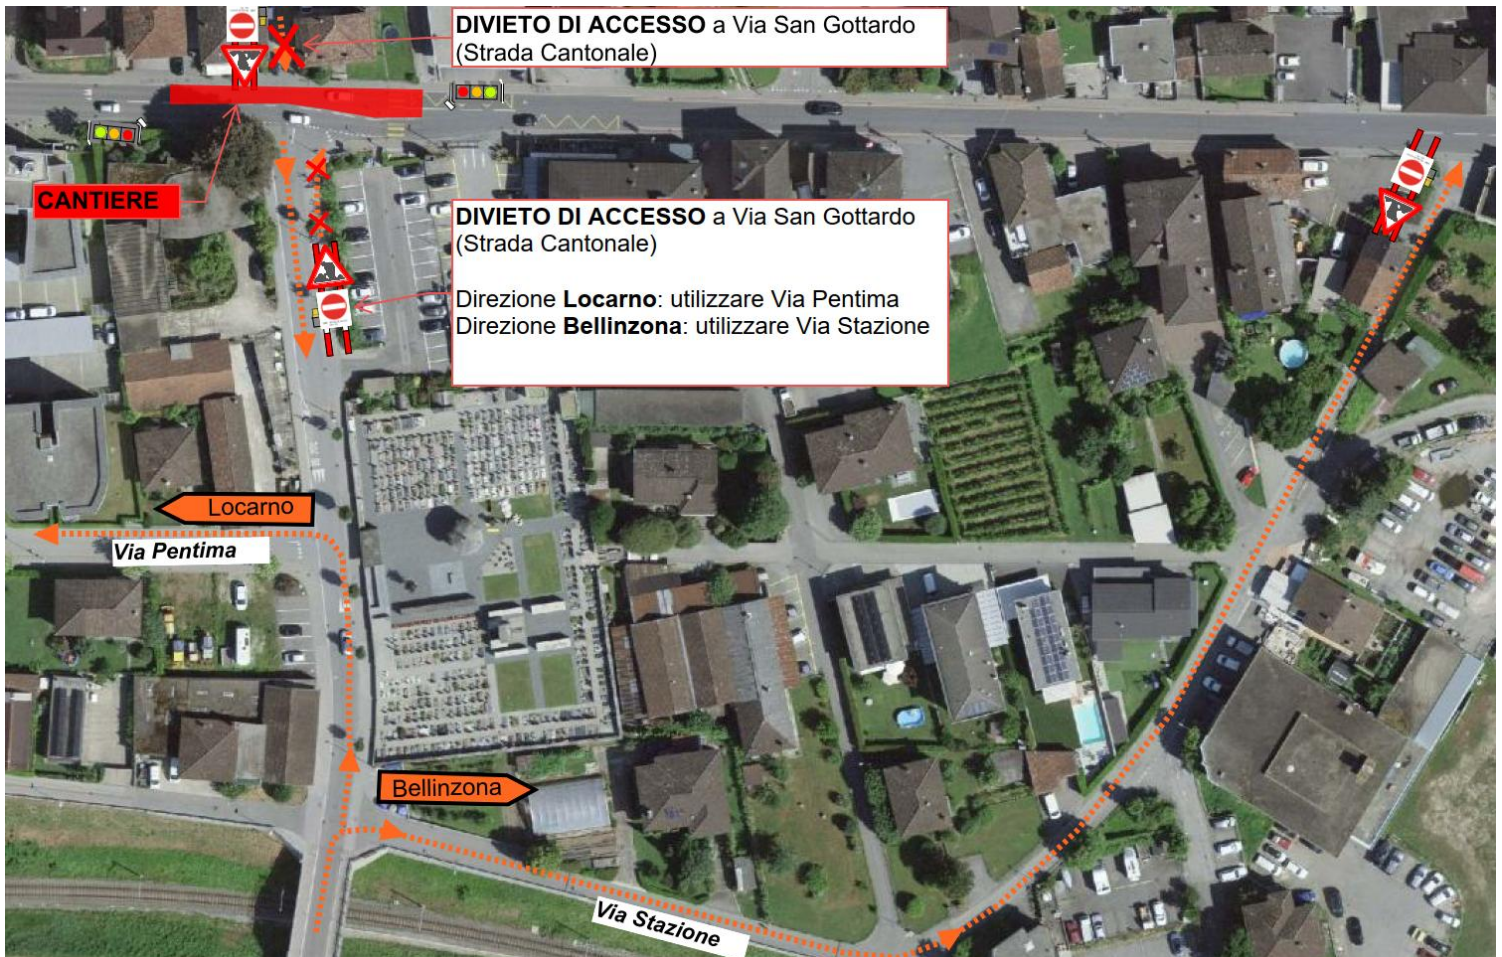 DIVIETO DI ACCESSO a Via San Gottardo
(Strada Cantonale)
CANTIERE
DIVIETO DI ACCESSO a Via San Gottardo
(Strada Cantonale)
Direzione Locarno: utilizzare Via Pentima
Direzione Bellinzona: utilizzare Via Stazione
Locarno
Via Pentima
Bellinzona
Via Stazione